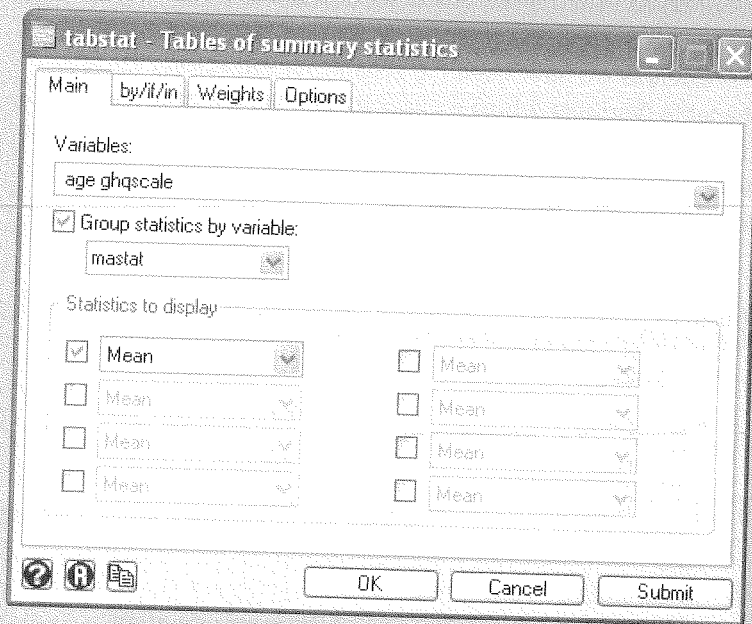 tabstat - Tables of summary statistics
Main by/if/in Weights Options
Variables:
age ghqscale
Group statistics by variable:
mastat
Statistics to display
Mean Mean
Mean Mean
Mean Mean
Mean Mean
OK Cancel Submit